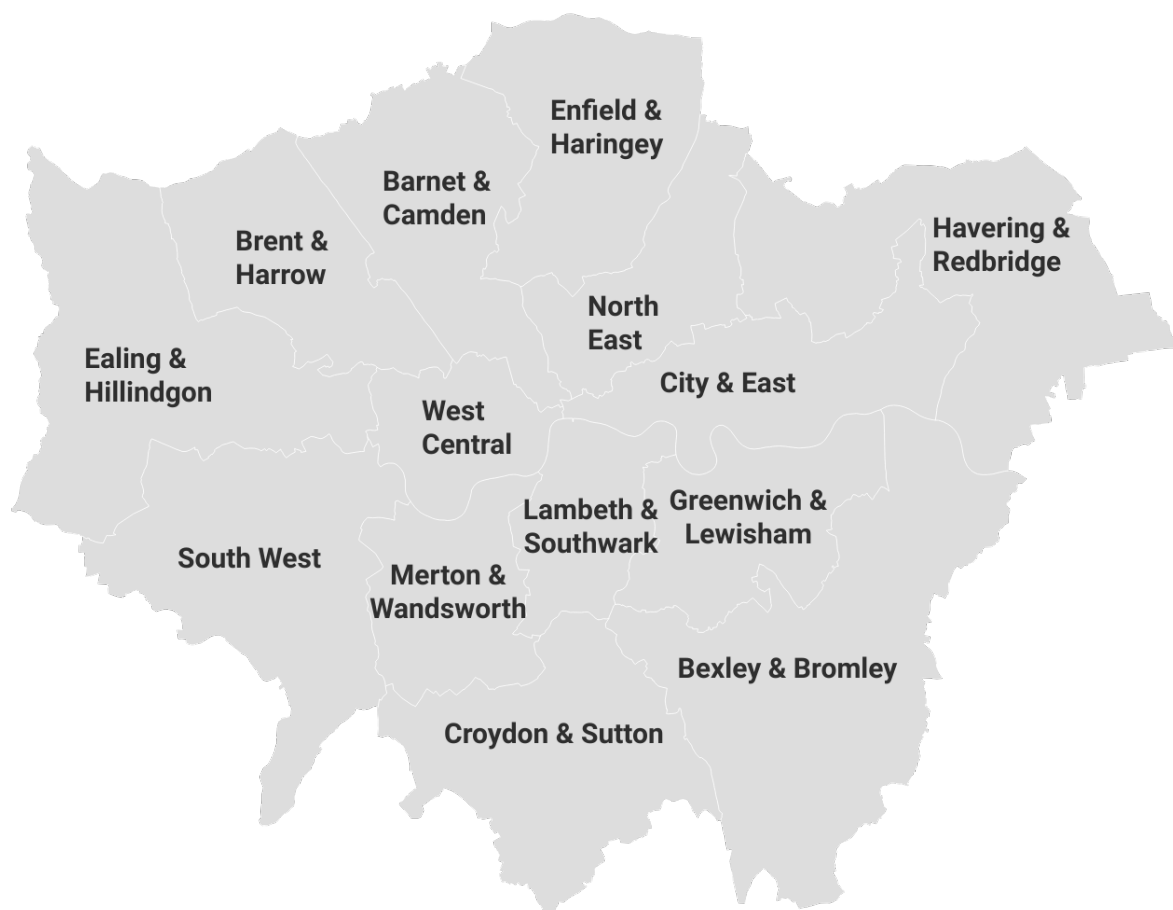 Enfield &
Haringey
Barnet &
Camden
Brent &
Harrow
Havering &
Redbridge
North
East
Ealing &
Hillindgon
City & East
West
Central
Lambeth &
Southwark
Greenwich &
Lewisham
South West
Merton &
Wandsworth
Bexley & Bromley
Croydon & Sutton